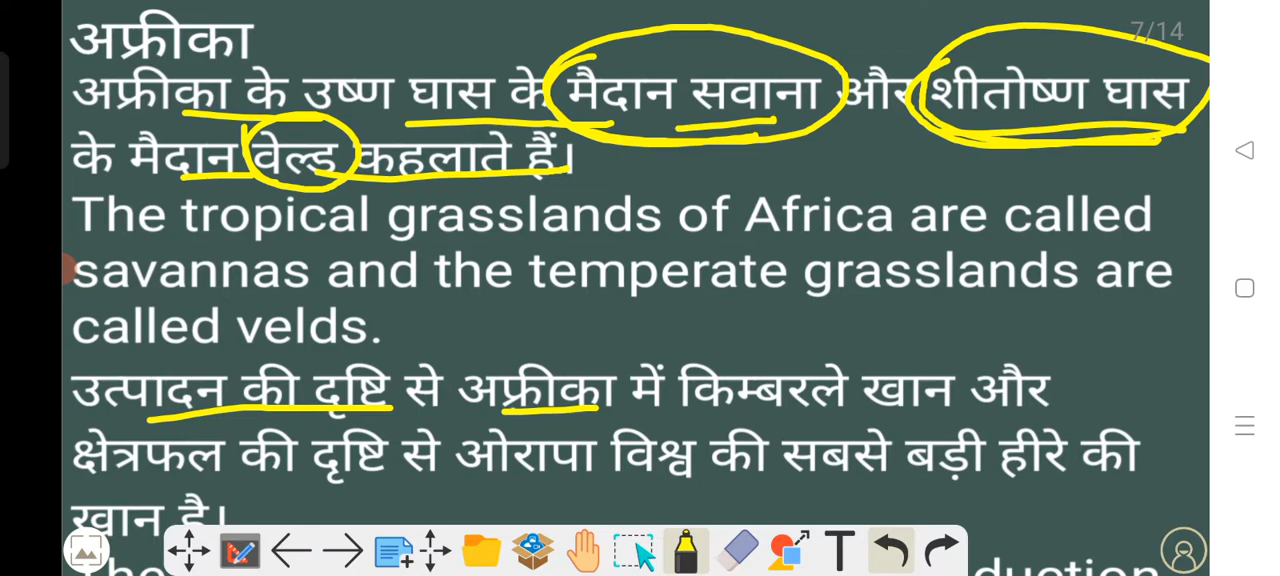 अफ्रीका
7/14
अफ्रीका के उष्ण घास के मैदान सवाना और शीतोष्ण घास
के मैदान वेल्ड कहलाते हैं।
The tropical grasslands of Africa are called
savannas and the temperate grasslands are
called velds.
उत्पादन की दृष्टि से अफ्रीका में किम्बरले खान और
क्षेत्रफल की दृष्टि से ओरापा विश्व की सबसे बड़ी हीरे की
खान है।
T